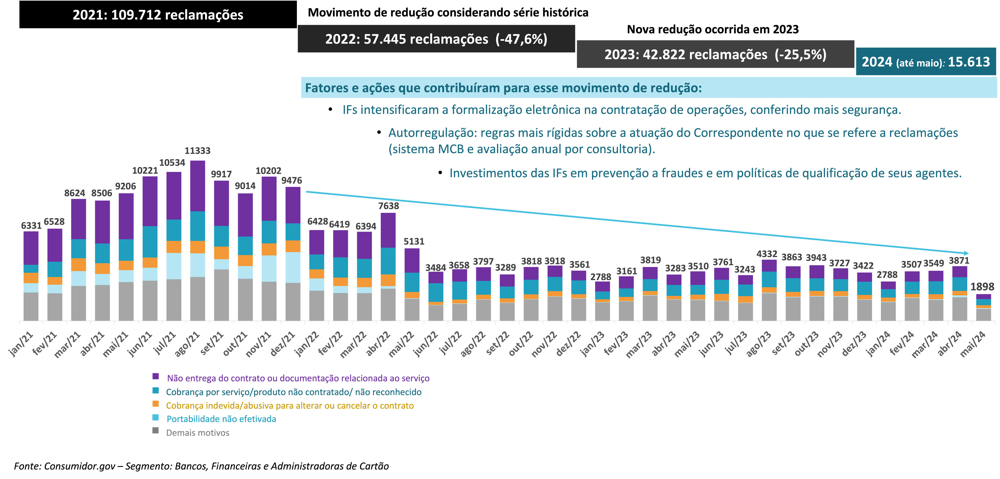 2021: 109.712 reclamações
Movimento de redução considerando série histórica
2022: 57.445 reclamações (-47,6%)
Nova redução ocorrida em 2023
2023: 42.822 reclamações (-25,5%)
2024 (até maio): 15.613
Fatores e ações que contribuíram para esse movimento de redução:
• IFs intensificaram a formalização eletrônica na contratação de operações, conferindo mais segurança.
• Autorregulação: regras mais rígidas sobre a atuação do Correspondente no que se refere a reclamações
(sistema MCB e avaliação anual por consultoria).
• Investimentos das IFs em prevenção a fraudes e em políticas de qualificação de seus agentes.
6331
6528
8624
8506
9206
10221
10534
11333
9917
9014
10202
9476
6428
6419
6394
7638
5131
3484
3658
3797
3289
3818
3918
3561
2788
3161
3819
3283
3510
3761
3243
4332
3863
3943
3727
3422
2788
3507
3549
3871
1898
jan/21
fev/21
mar/21
abr/21
mai/21
jun/21
jul/21
ago/21
set/21
out/21
nov/21
dez/21
jan/22
fev/22
mar/22
abr/22
mai/22
jun/22
jul/22
ago/22
set/22
out/22
nov/22
dez/22
jan/23
fev/23
mar/23
abr/23
mai/23
jun/23
jul/23
ago/23
set/23
out/23
nov/23
dez/23
jan/24
fev/24
mar/24
abr/24
mai/24
Não entrega do contrato ou documentação relacionada ao serviço
Cobrança por serviço/produto não contratado/ não reconhecido
Cobrança indevida/abusiva para alterar ou cancelar o contrato
Portabilidade não efetivada
Demais motivos
Fonte: Consumidor.gov – Segmento: Bancos, Financeiras e Administradoras de Cartão